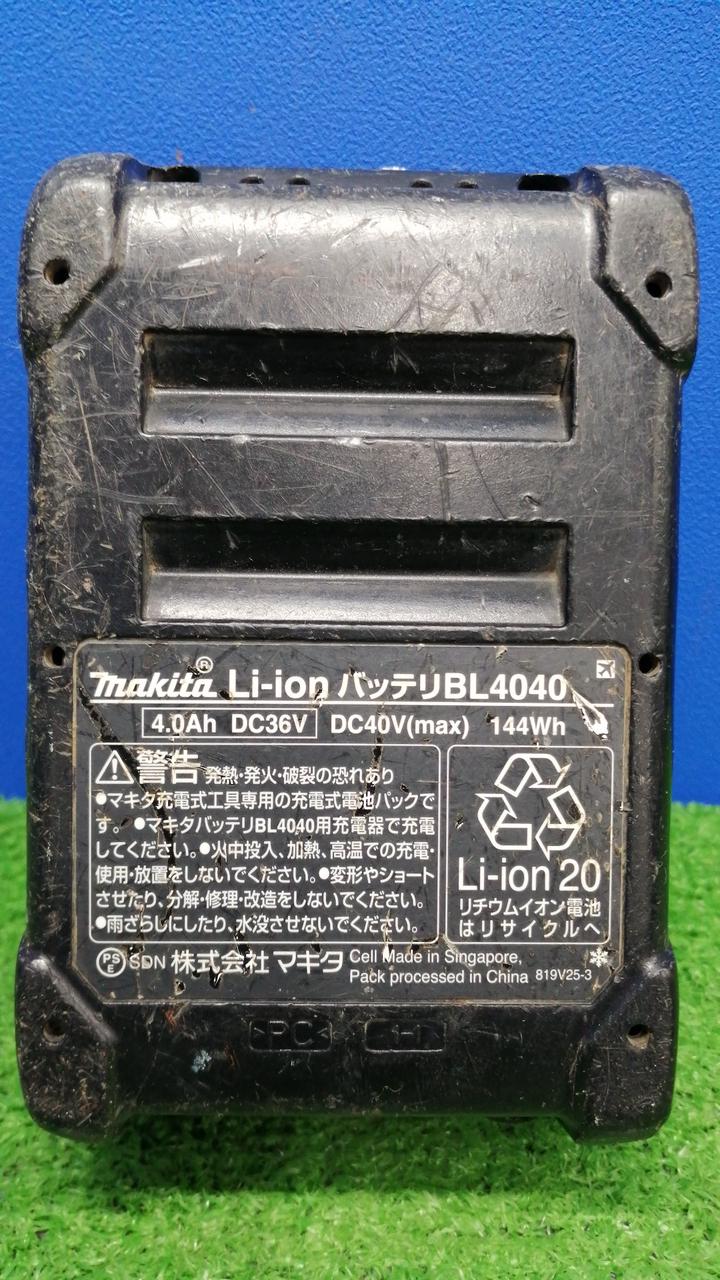 makita® Li-ion バッテリBL4040
4.0Ah DC36V DC40V(max) 144Wh
警告 発熱・発火・破裂の恐れあり
●マキタ充電式工具専用の充電式電池パックで
す。●マキタバッテリBL4040用充電器で充電
してください。●火中投入、加熱、高温での充電・
使用・放置をしないでください。●変形やショート
させたり、分解・修理・改造をしないでください。
●雨ざらしにしたり、水没させないでください。
Li-ion 20
リチウムイオン電池
はリサイクルへ
PSE SDN 株式会社 マキタ
Cell Made in Singapore,
Pack processed in China 819V25-3
>PC<